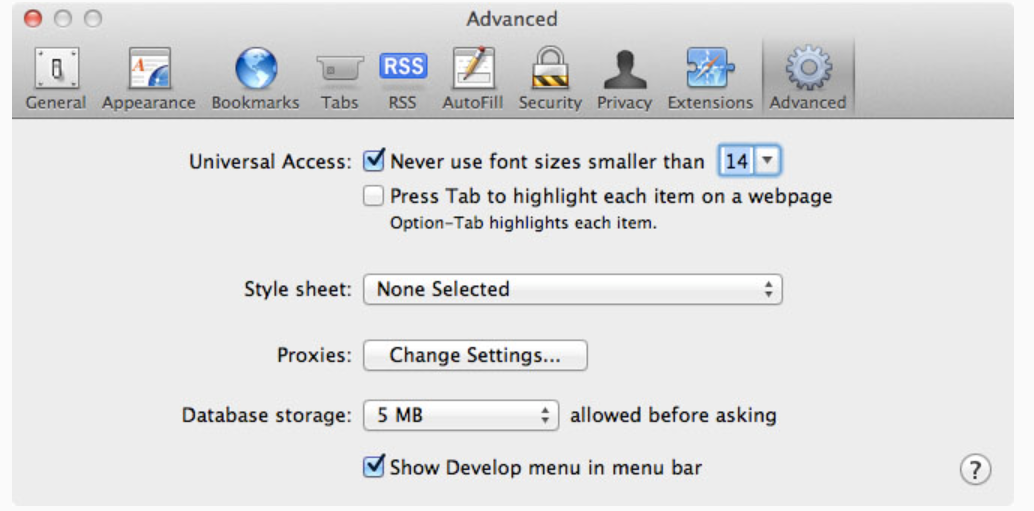 Advanced
RSS
General Appearance Bookmarks Tabs RSS AutoFill Security Privacy Extensions Advanced
Universal Access: Never use font sizes smaller than 14
Press Tab to highlight each item on a webpage
Option-Tab highlights each item.
Style sheet: None Selected
Proxies: Change Settings...
Database storage: 5 MB allowed before asking
Show Develop menu in menu bar
?